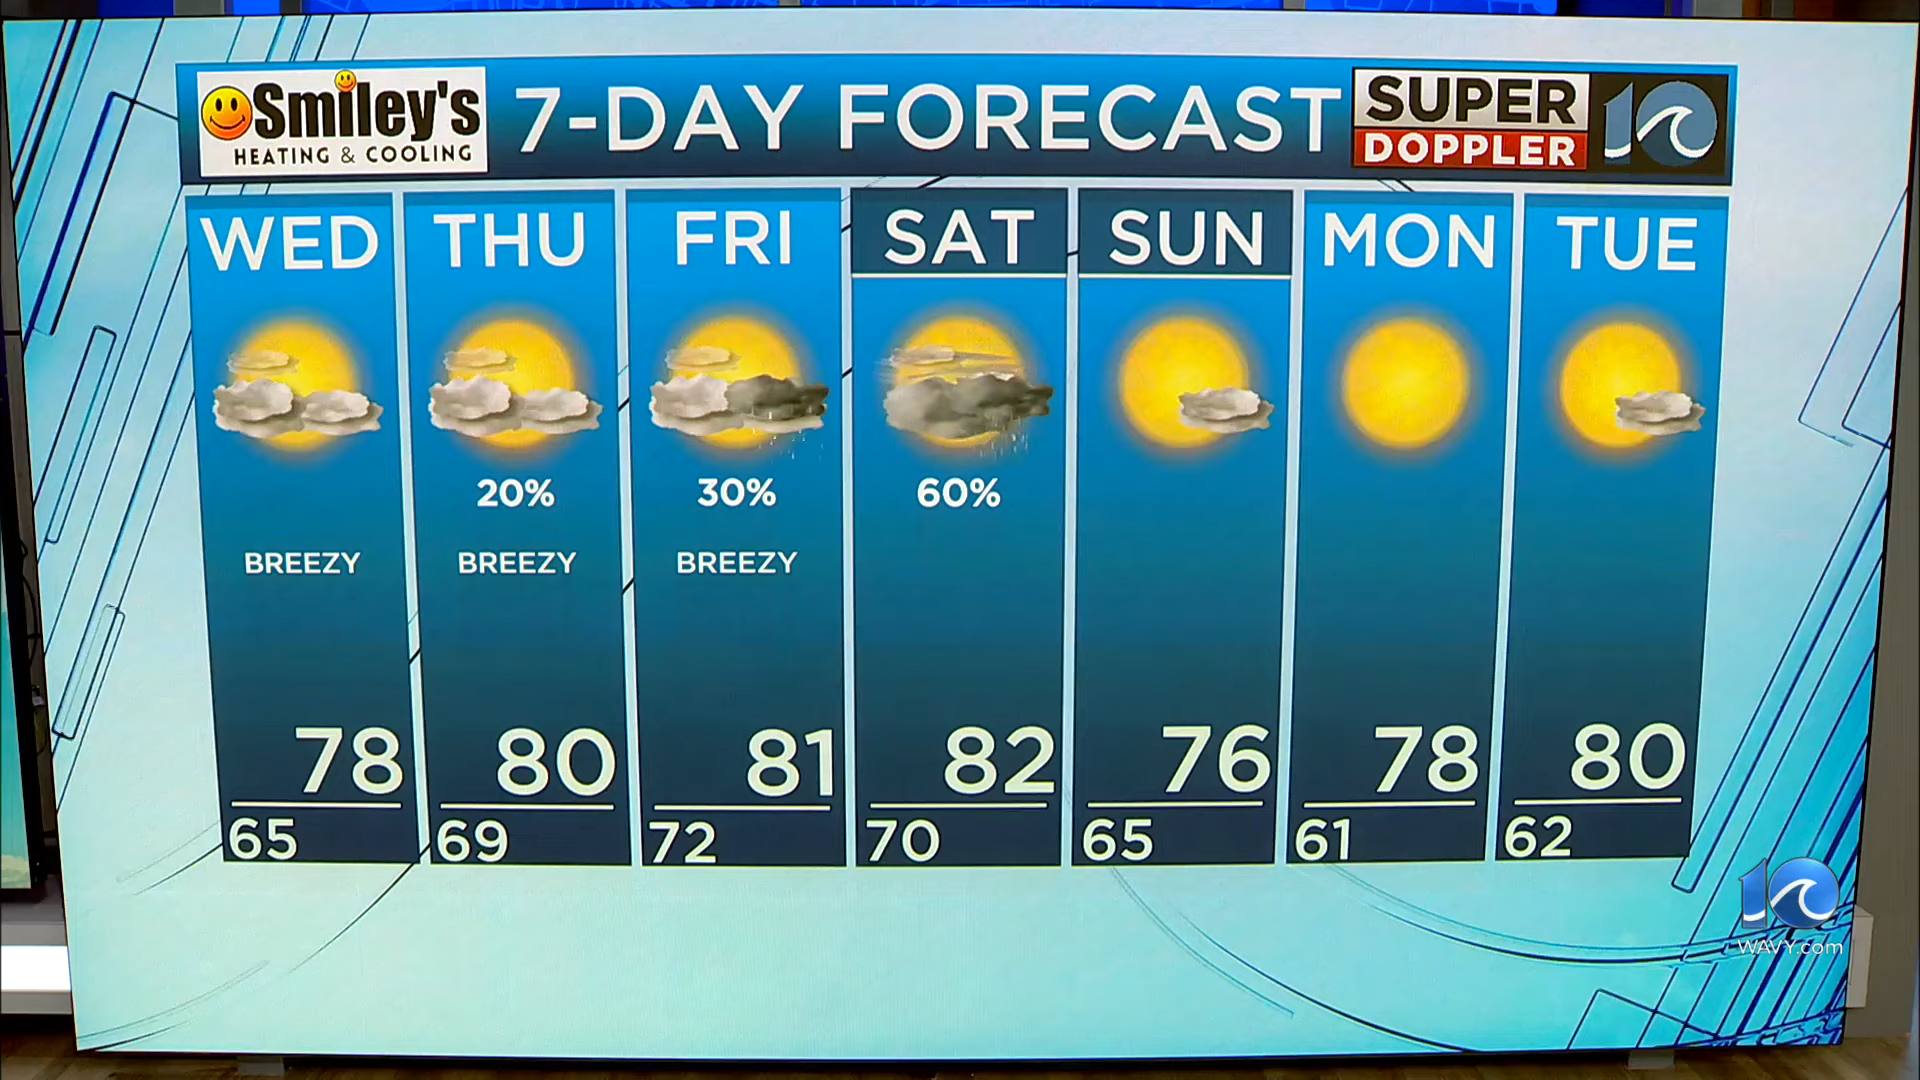 Smiley's
HEATING & COOLING
7-DAY FORECAST
SUPER
DOPPLER
10
WED THU FRI SAT SUN MON TUE
20% 30% 60%
BREEZY BREEZY BREEZY
78 80 81 82 76 78 80
65 69 72 70 65 61 62
10
WAVY.com